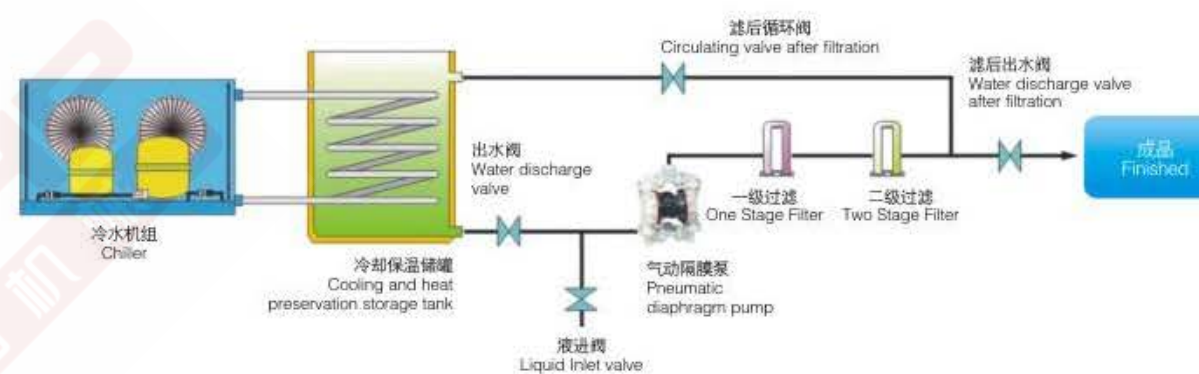 滤后循环阀
Circulating valve after filtration
滤后出水阀
Water discharge valve
after filtration
出水阀
Water discharge
valve
成品
Finished
一级过滤
One Stage Filter
二级过滤
Two Stage Filter
冷水机组
Chiller
冷却保温储罐
Cooling and heat
preservation storage tank
气动隔膜泵
Pneumatic
diaphragm pump
液进阀
Liquid Inlet valve
机